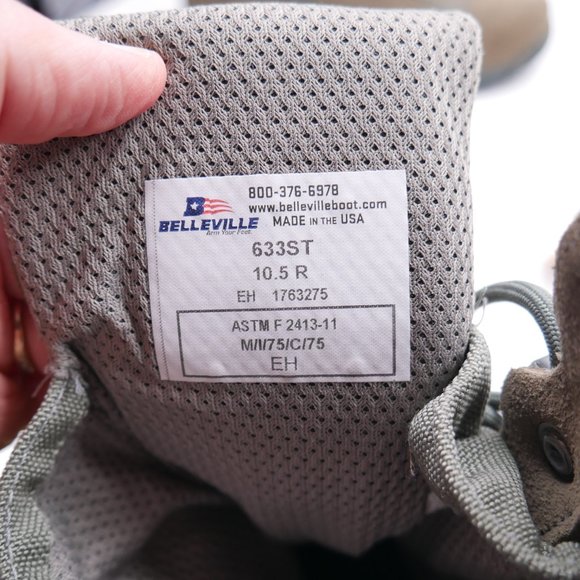 800-376-6978
www.bellevilleboot.com
BELLEVILLE MADE IN THE USA
Arm Your Feet.
633ST
10.5 R
EH 1763275
ASTM F 2413-11
M/I/75/C/75
EH